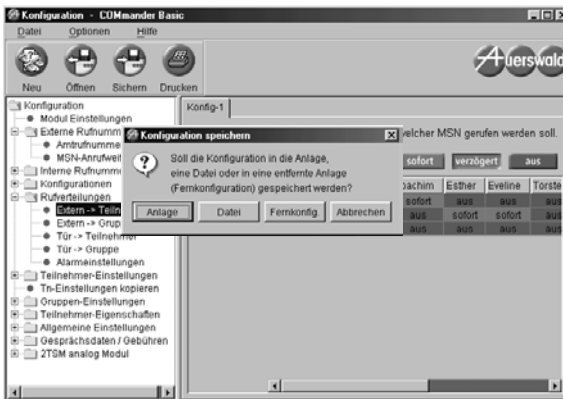 Konfiguration - COMmander Basic
Datei Optionen Hilfe
Neu Öffnen Sichern Drucken
Auerswald
Konfiguration
Modul Einstellungen
Externe Rufnumm
Amtrufnumme
MSN-Anrufweit
Interne Rufnumme
Konfigurationen
Rufverteilungen
Extern -> Teiln
Extern -> Grup
Tür -> Teilnehmer
Tür -> Gruppe
Alarmeinstellungen
Teilnehmer-Einstellungen
Tn-Einstellungen kopieren
Gruppen-Einstellungen
Teilnehmer-Eigenschaften
Allgemeine Einstellungen
Gesprächsdaten / Gebühren
2TSM analog Modul
Konfig-1
welcher MSN gerufen werden soll.
sofort verzögert aus
oachim Esther Eveline Torste
sofort aus aus aus
aus sofort sofort aus
aus aus aus aus
Konfiguration speichern
Soll die Konfiguration in die Anlage,
eine Datei oder in eine entfernte Anlage
(Fernkonfiguration) gespeichert werden?
Anlage Datei Fernkonfig. Abbrechen